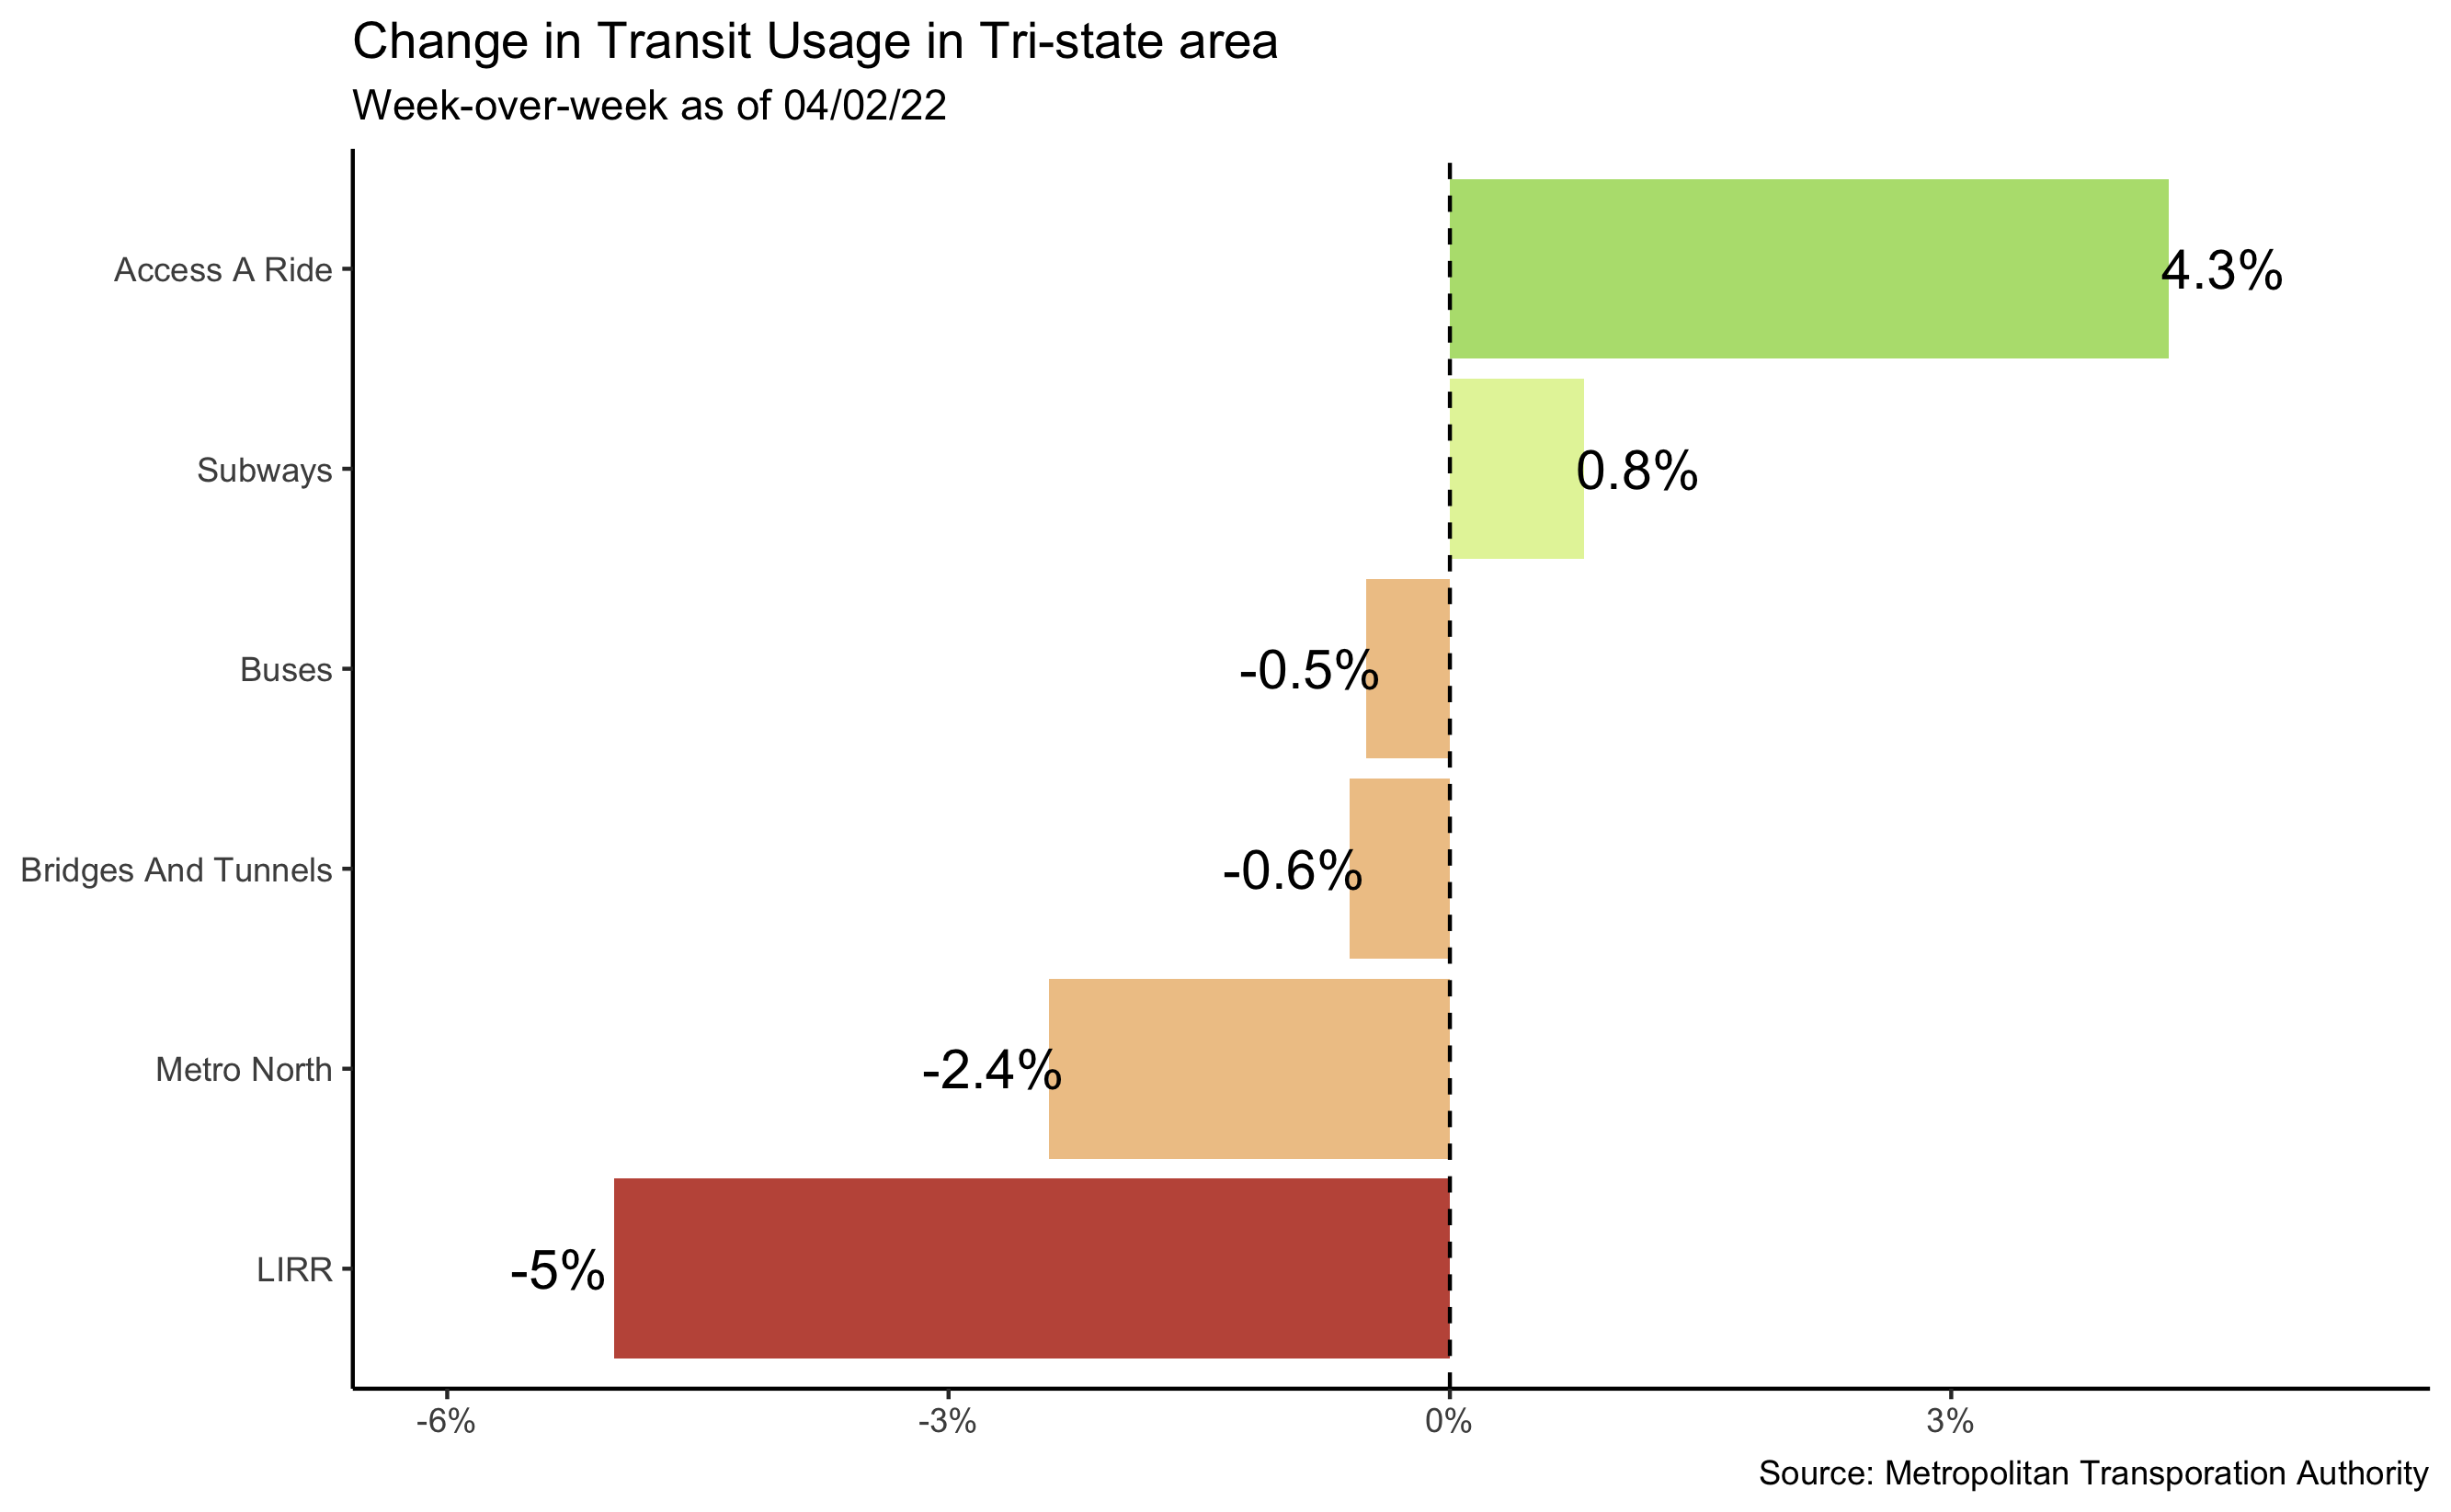 Change in Transit Usage in Tri-state area
Week-over-week as of 04/02/22
Access A Ride
4.3%
Subways
0.8%
Buses
-0.5%
Bridges And Tunnels
-0.6%
Metro North
-2.4%
LIRR
-5%
-6%
-3%
0%
3%
Source: Metropolitan Transporation Authority